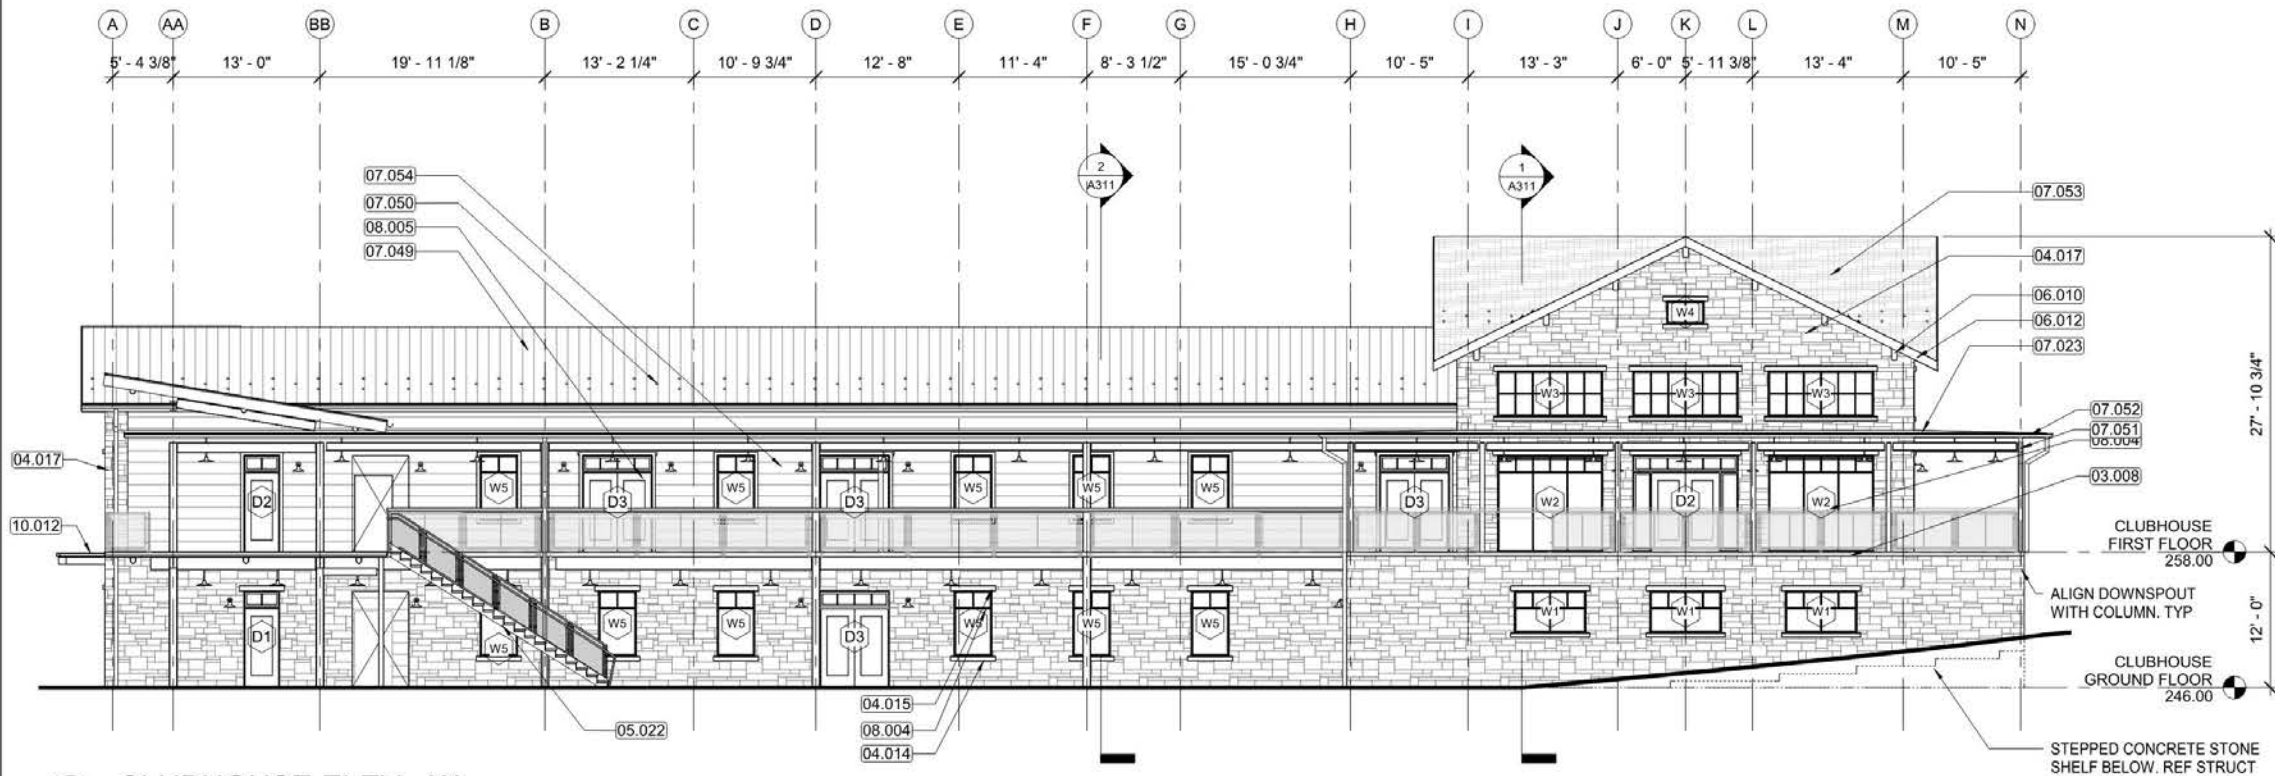 A AA BB B C D E F G H I J K L M N
5' - 4 3/8" 13' - 0" 19' - 11 1/8" 13' - 2 1/4" 10' - 9 3/4" 12' - 8" 11' - 4" 8' - 3 1/2" 15' - 0 3/4" 10' - 5" 13' - 3" 6' - 0" 5' - 11 3/8" 13' - 4" 10' - 5"
07.054
07.050
08.005
07.049
2
A311
1
A311
07.053
04.017
06.010
06.012
07.023
27' - 10 3/4"
W4
W3 W3 W3
07.052
07.051
08.004
03.008
04.017
10.012
D2 W5 D3 W5 D3 W5 W5 W5 D3 W2 D2 W2
CLUBHOUSE
FIRST FLOOR
258.00
ALIGN DOWNSPOUT
WITH COLUMN. TYP
12' - 0"
D1 W5 W5 W5 D3 W5 W5 W5 W1 W1 W1
CLUBHOUSE
GROUND FLOOR
246.00
05.022
04.015
08.004
04.014
STEPPED CONCRETE STONE
SHELF BELOW. REF STRUCT